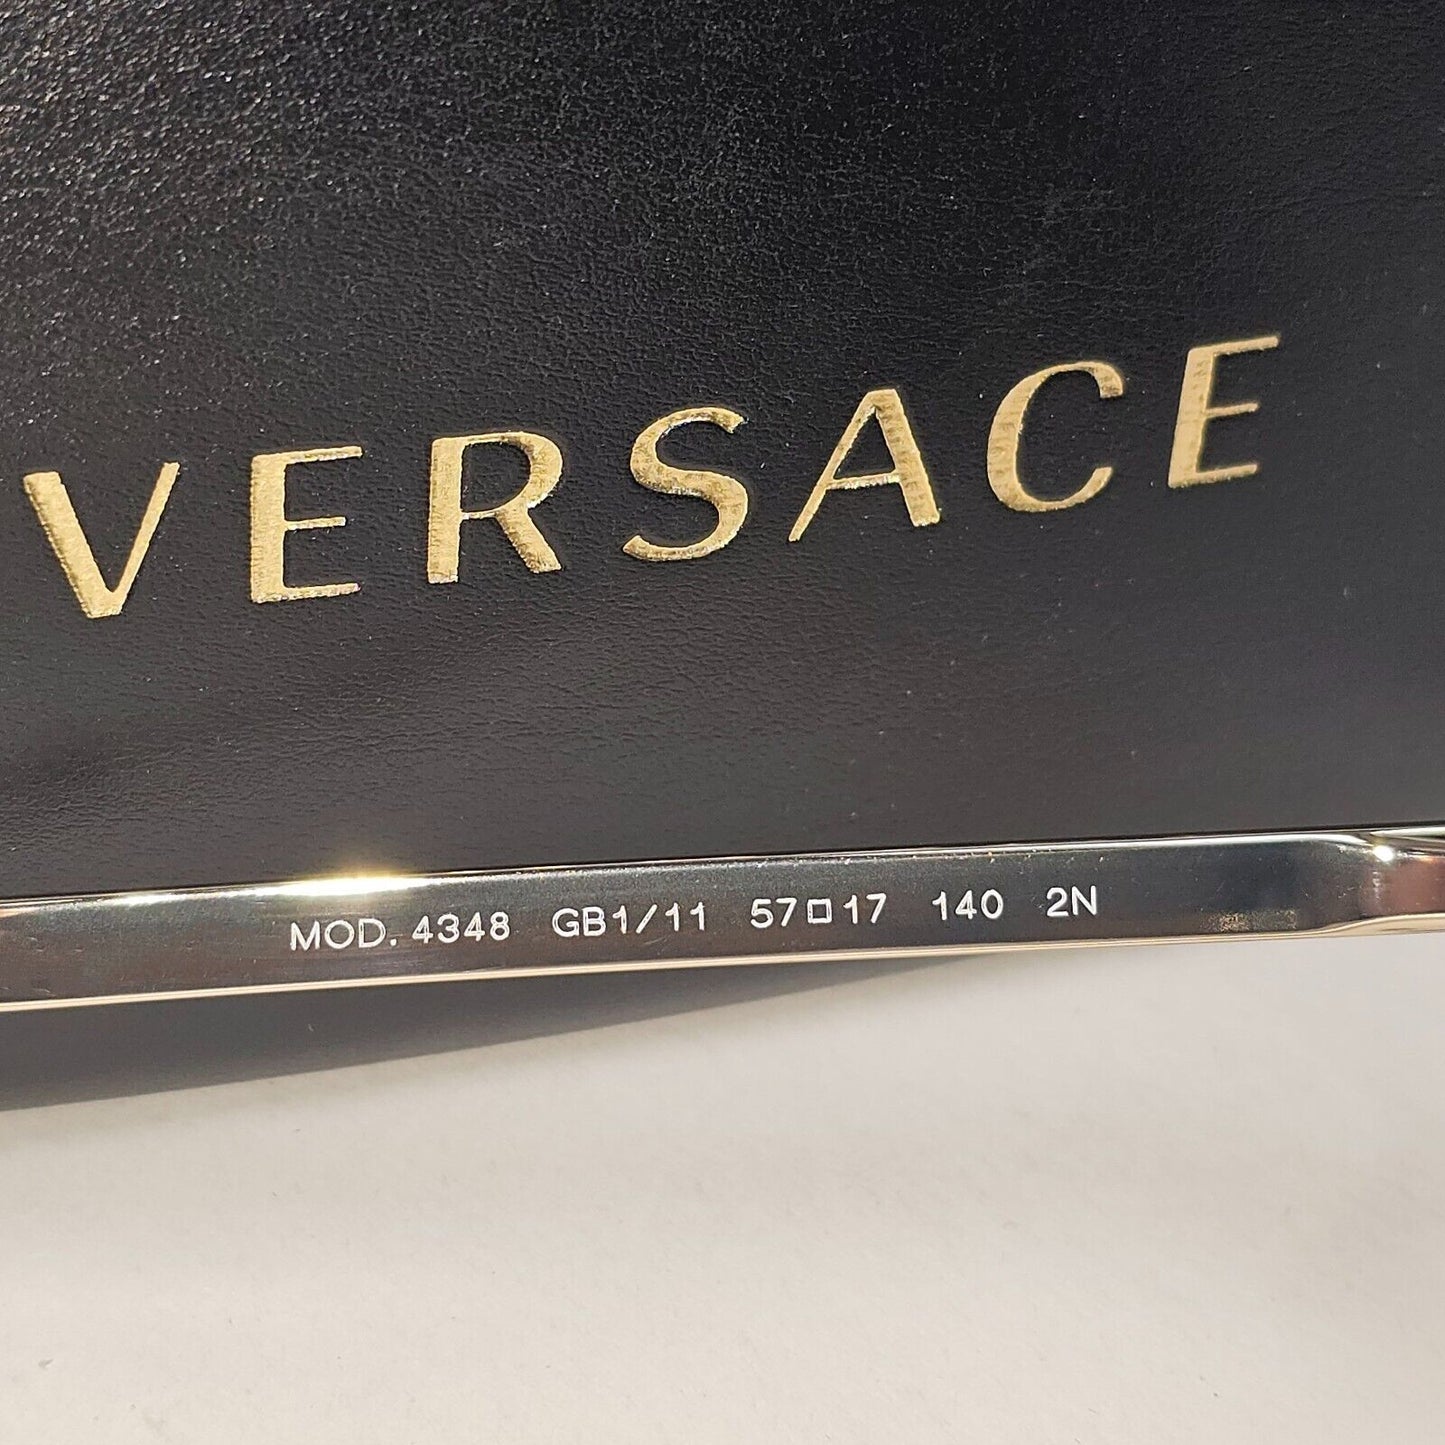 VERSACE
MOD. 4348 GB1/11 57□17 140 2N